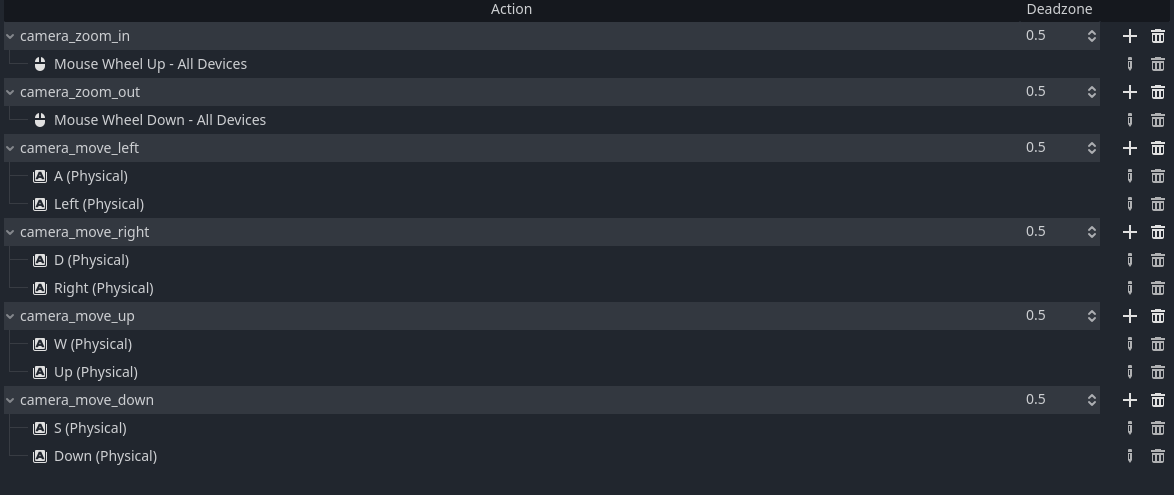 Action Deadzone
camera_zoom_in 0.5
Mouse Wheel Up - All Devices
camera_zoom_out 0.5
Mouse Wheel Down - All Devices
camera_move_left 0.5
A (Physical)
Left (Physical)
camera_move_right 0.5
D (Physical)
Right (Physical)
camera_move_up 0.5
W (Physical)
Up (Physical)
camera_move_down 0.5
S (Physical)
Down (Physical)